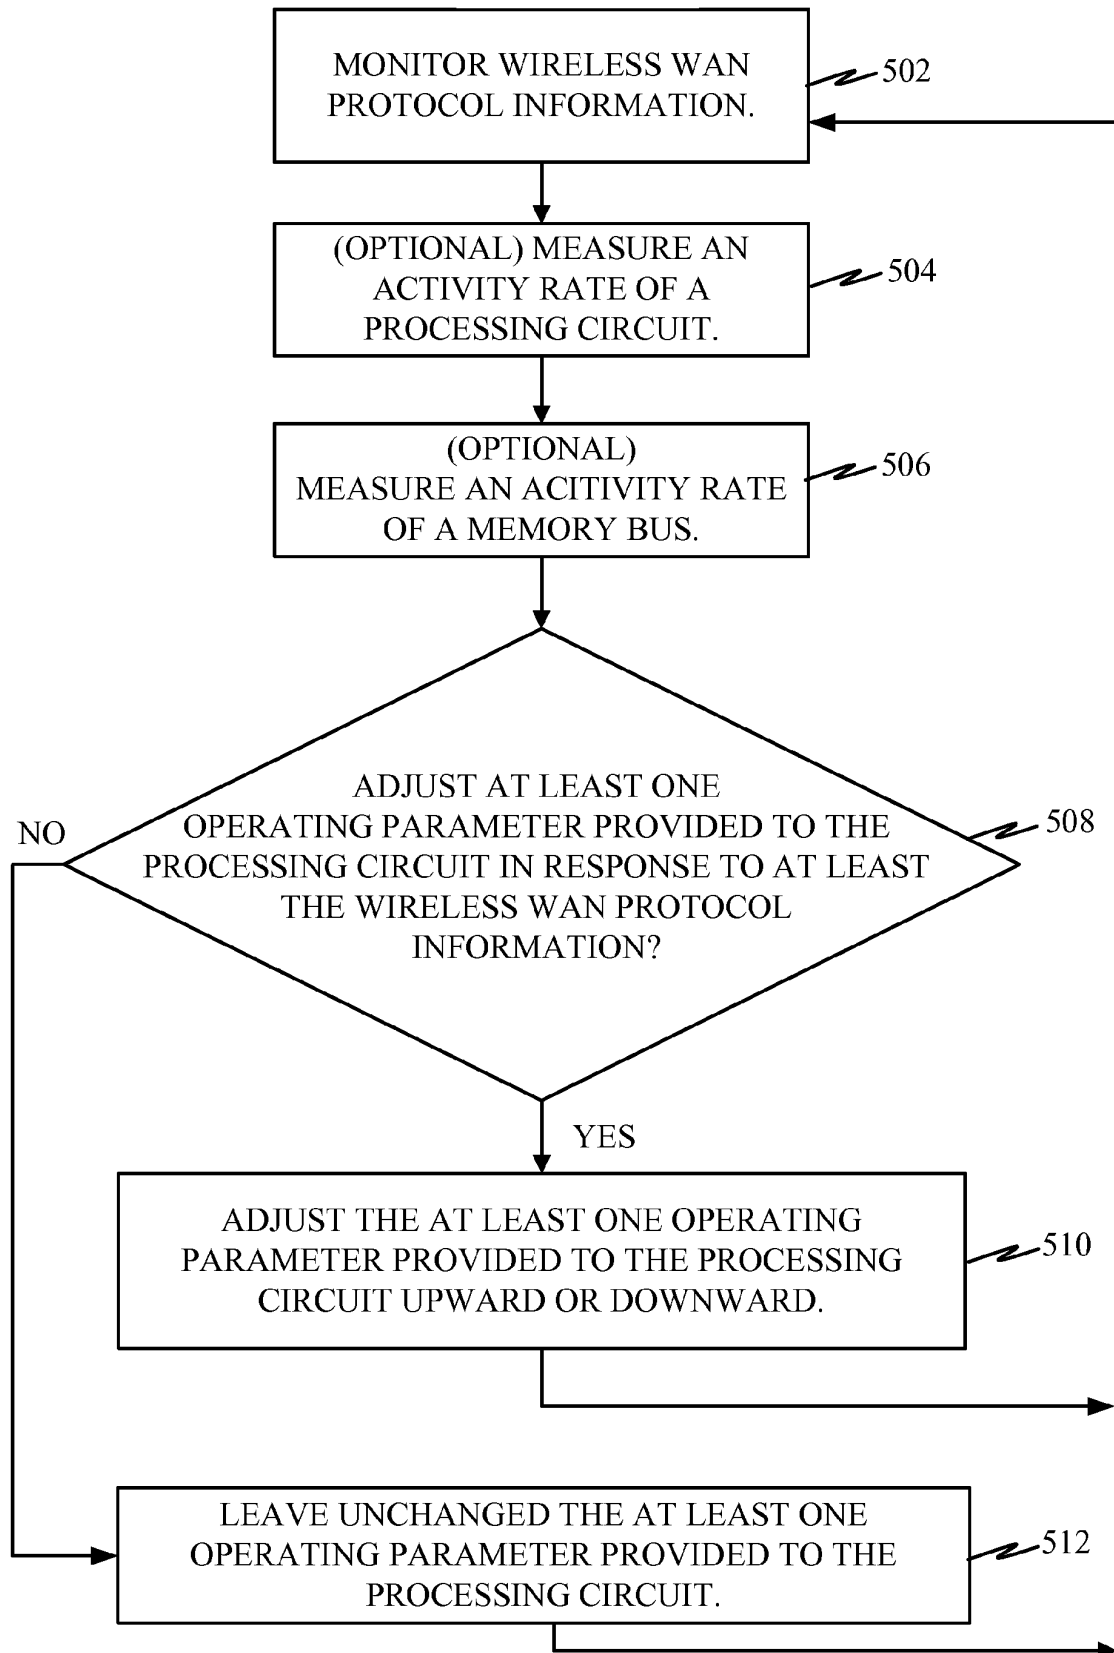 MONITOR WIRELESS WAN
PROTOCOL INFORMATION.
502
(OPTIONAL) MEASURE AN
ACTIVITY RATE OF A
PROCESSING CIRCUIT.
504
(OPTIONAL)
MEASURE AN ACITIVITY RATE
OF A MEMORY BUS.
506
ADJUST AT LEAST ONE
OPERATING PARAMETER PROVIDED TO THE
PROCESSING CIRCUIT IN RESPONSE TO AT LEAST
THE WIRELESS WAN PROTOCOL
INFORMATION?
508
NO
YES
ADJUST THE AT LEAST ONE OPERATING
PARAMETER PROVIDED TO THE PROCESSING
CIRCUIT UPWARD OR DOWNWARD.
510
LEAVE UNCHANGED THE AT LEAST ONE
OPERATING PARAMETER PROVIDED TO THE
PROCESSING CIRCUIT.
512